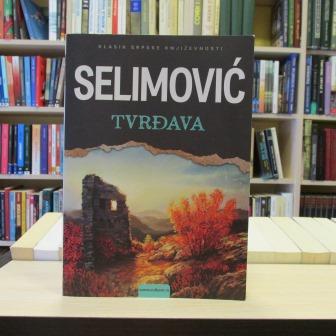 KLASIK SRPSKE KNJIŽEVNOSTI
SELIMOVIĆ
TVRĐAVA